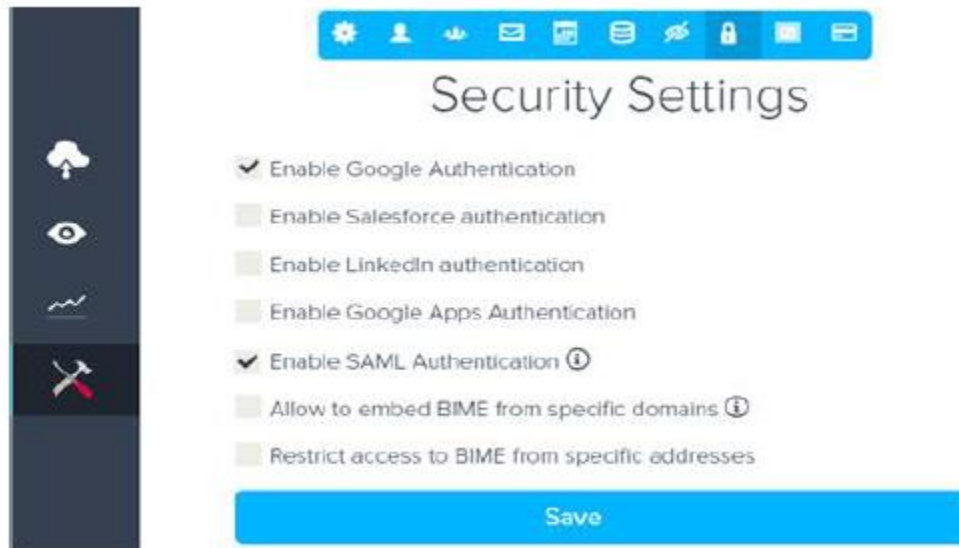 Security Settings
Enable Google Authentication
Enable Salesforce authentication
Enable LinkedIn authentication
Enable Google Apps Authentication
Enable SAML Authentication
Allow to embed BIME from specific domains
Restrict access to BIME from specific addresses
Save